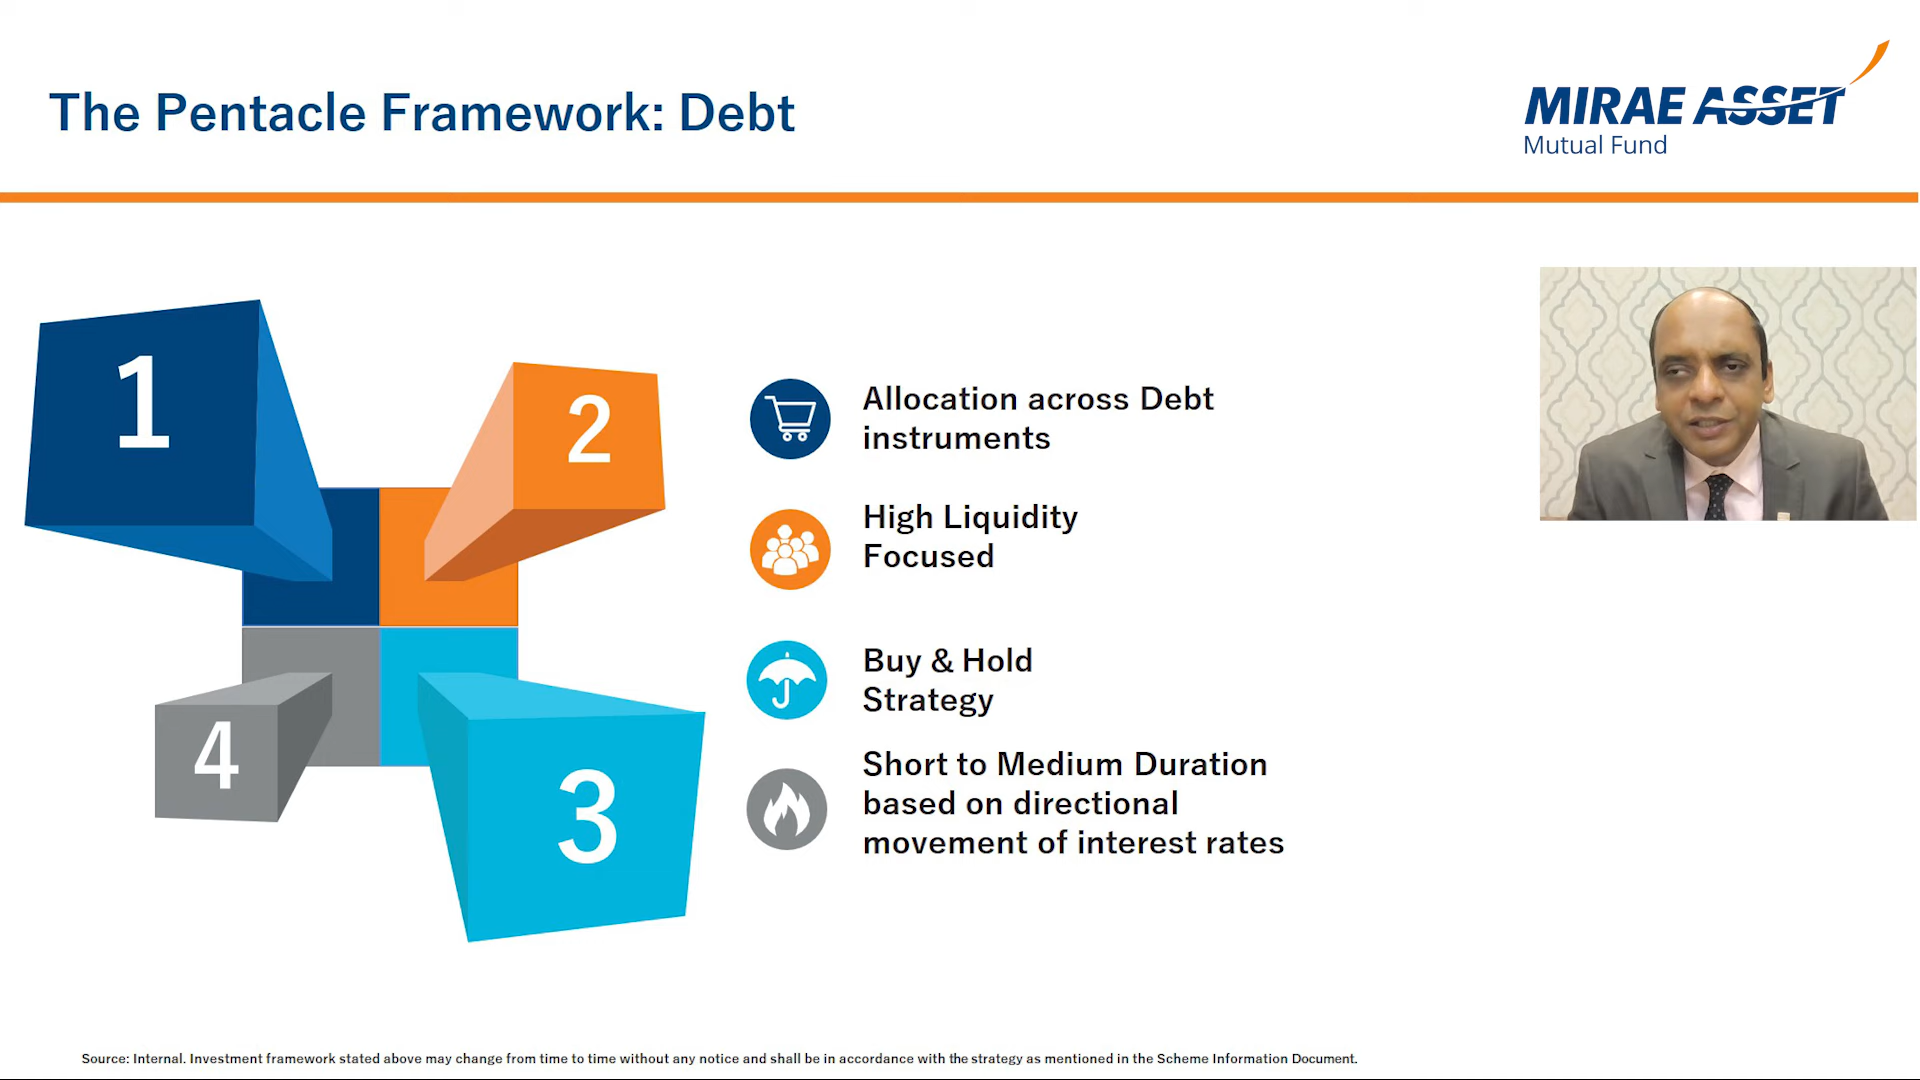 The Pentacle Framework: Debt
MIRAE ASSET
Mutual Fund
1
2
3
4
Allocation across Debt
instruments
High Liquidity
Focused
Buy & Hold
Strategy
Short to Medium Duration
based on directional
movement of interest rates
Source: Internal. Investment framework stated above may change from time to time without any notice and shall be in accordance with the strategy as mentioned in the Scheme Information Document.